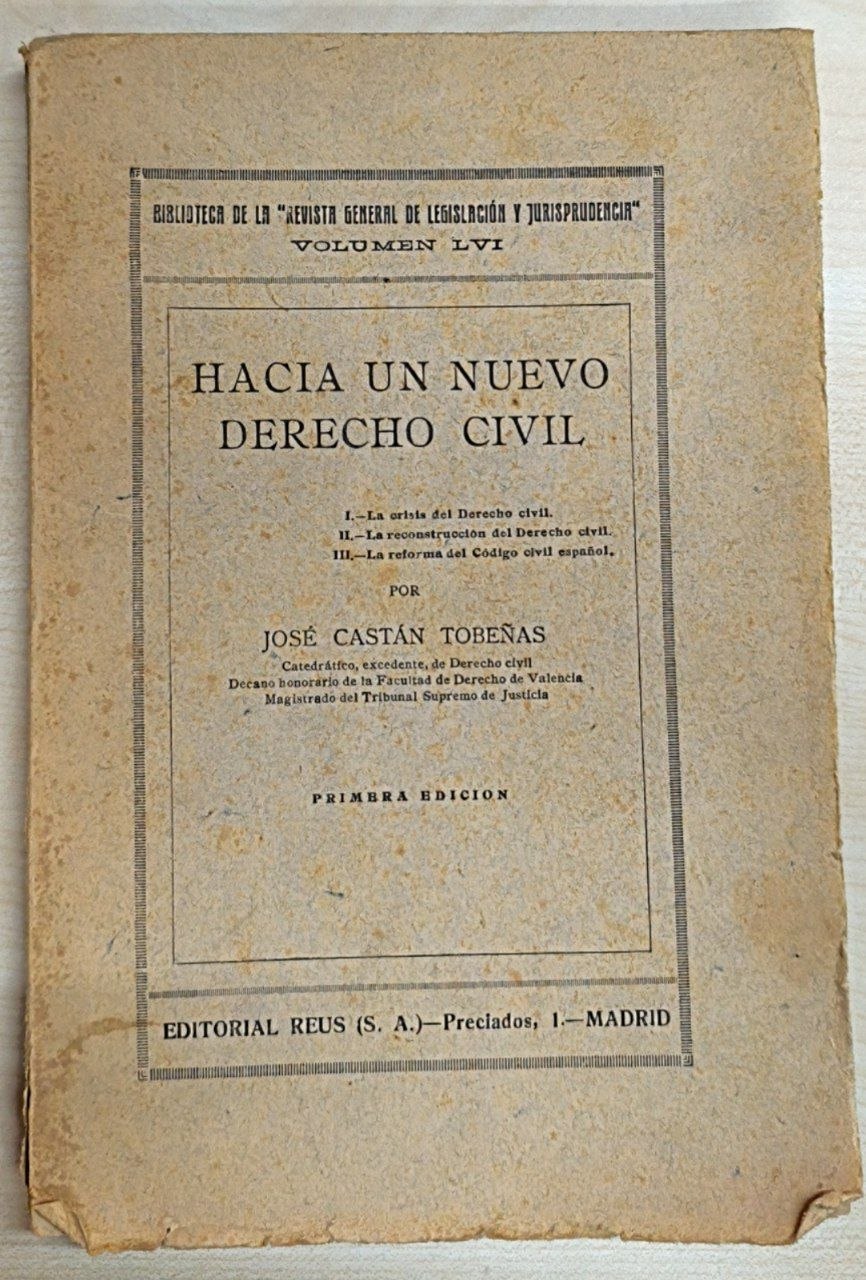 BIBLIOTECA DE LA "REVISTA GENERAL DE LEGISLACIÓN Y JURISPRUDENCIA"
VOLUMEN LVI
HACIA UN NUEVO
DERECHO CIVIL
I.—La crisis del Derecho civil.
II.—La reconstrucción del Derecho civil.
III.—La reforma del Código civil español.
POR
JOSÉ CASTÁN TOBEÑAS
Catedrático, excedente, de Derecho civil
Decano honorario de la Facultad de Derecho de Valencia
Magistrado del Tribunal Supremo de Justicia
PRIMERA EDICION
EDITORIAL REUS (S. A.)—Preciados, 1.—MADRID